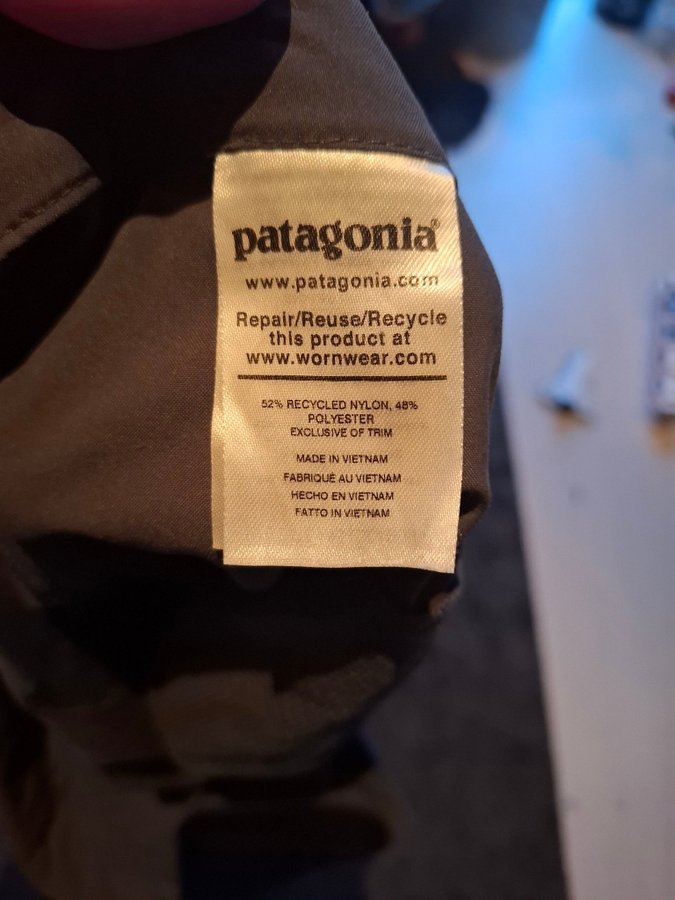 patagonia®
www.patagonia.com
Repair/Reuse/Recycle
this product at
www.wornwear.com
52% RECYCLED NYLON, 48%
POLYESTER
EXCLUSIVE OF TRIM
MADE IN VIETNAM
FABRIQUÉ AU VIETNAM
HECHO EN VIETNAM
FATTO IN VIETNAM